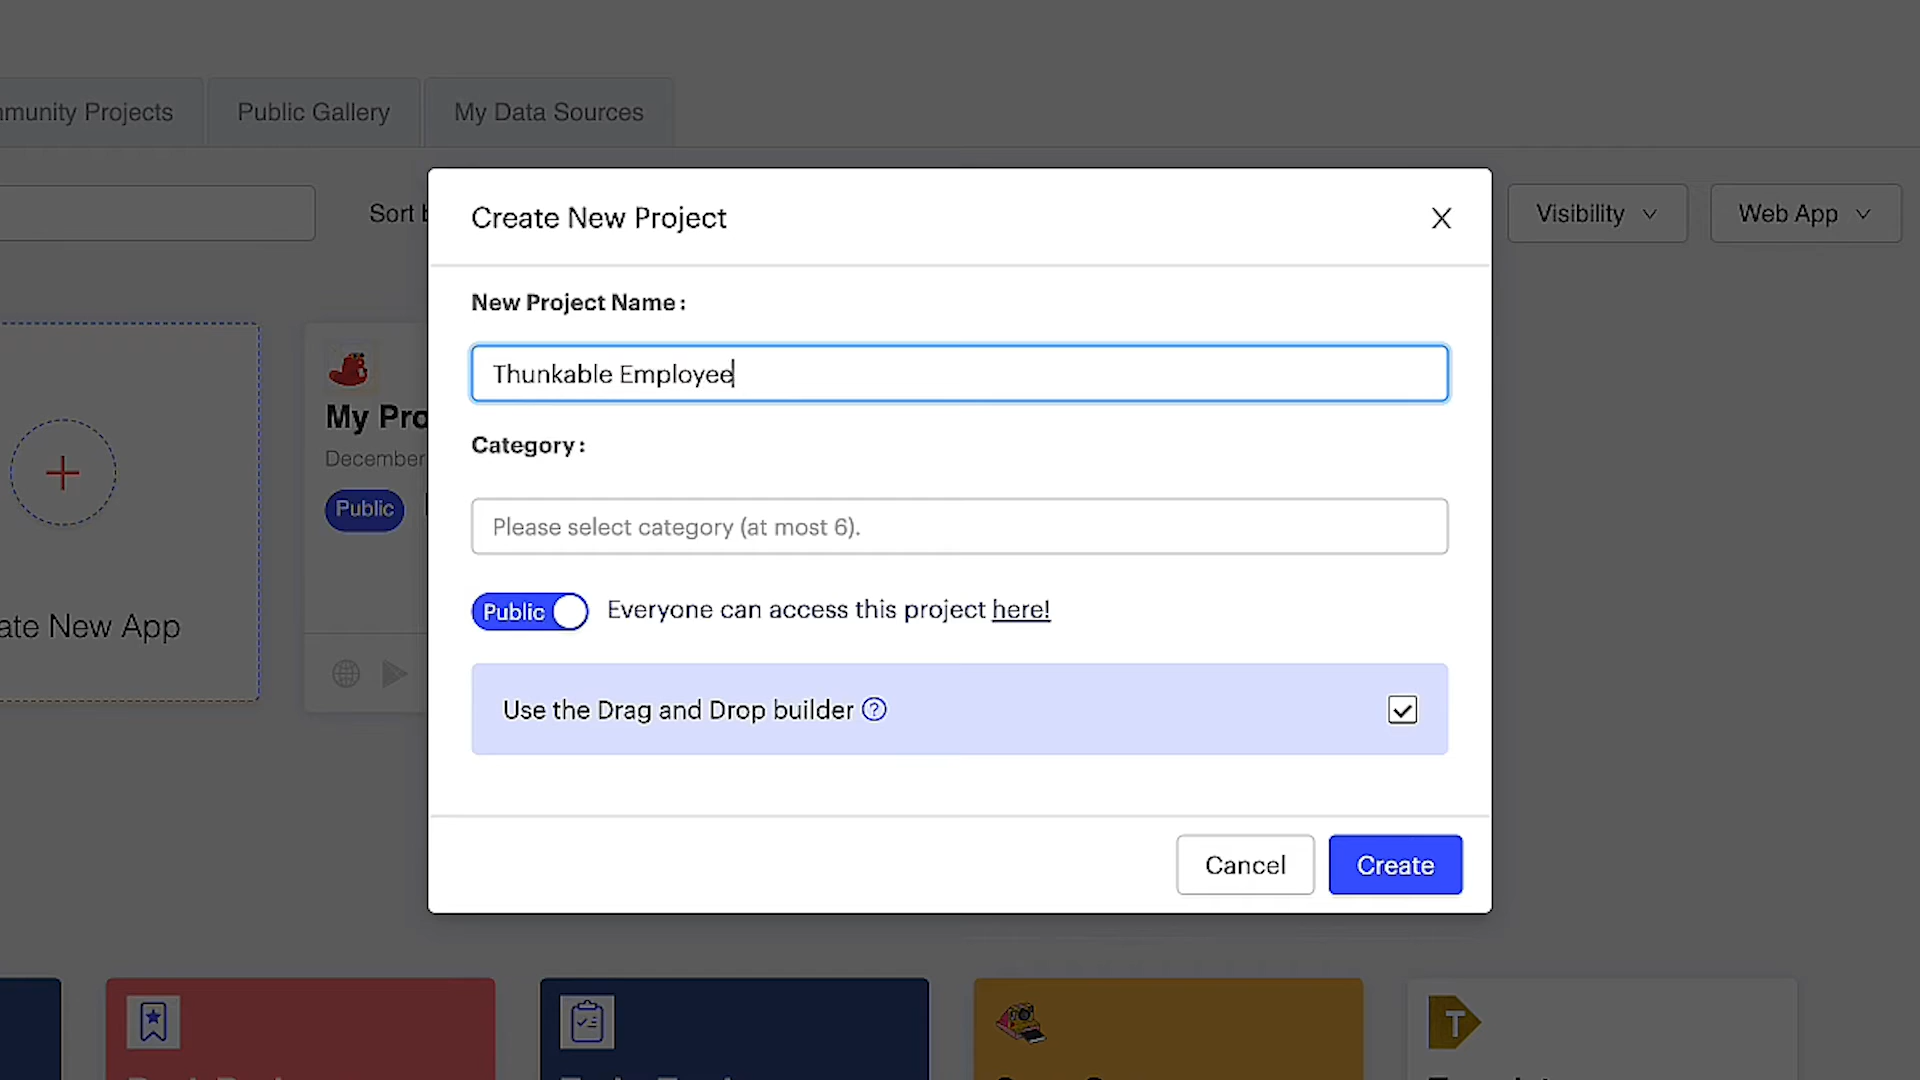 Community Projects
Public Gallery
My Data Sources
Sort
Visibility
Web App
Create New Project
New Project Name:
Thunkable Employee
Category:
Please select category (at most 6).
Public
Everyone can access this project here!
Use the Drag and Drop builder ?
Cancel
Create
My Pro
December
Public
ate New App
T